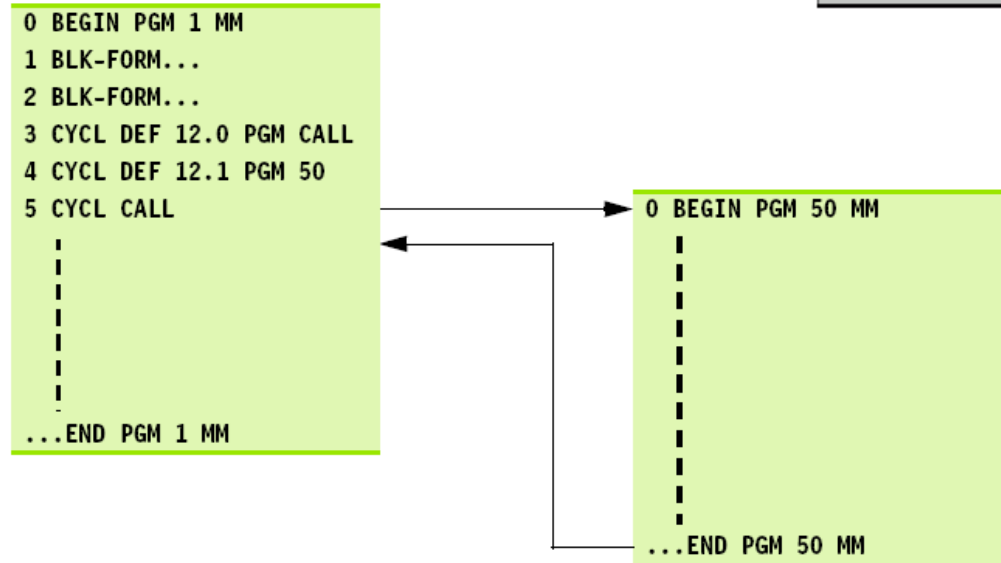 0 BEGIN PGM 1 MM
1 BLK-FORM...
2 BLK-FORM...
3 CYCL DEF 12.0 PGM CALL
4 CYCL DEF 12.1 PGM 50
5 CYCL CALL
...END PGM 1 MM
0 BEGIN PGM 50 MM
...END PGM 50 MM